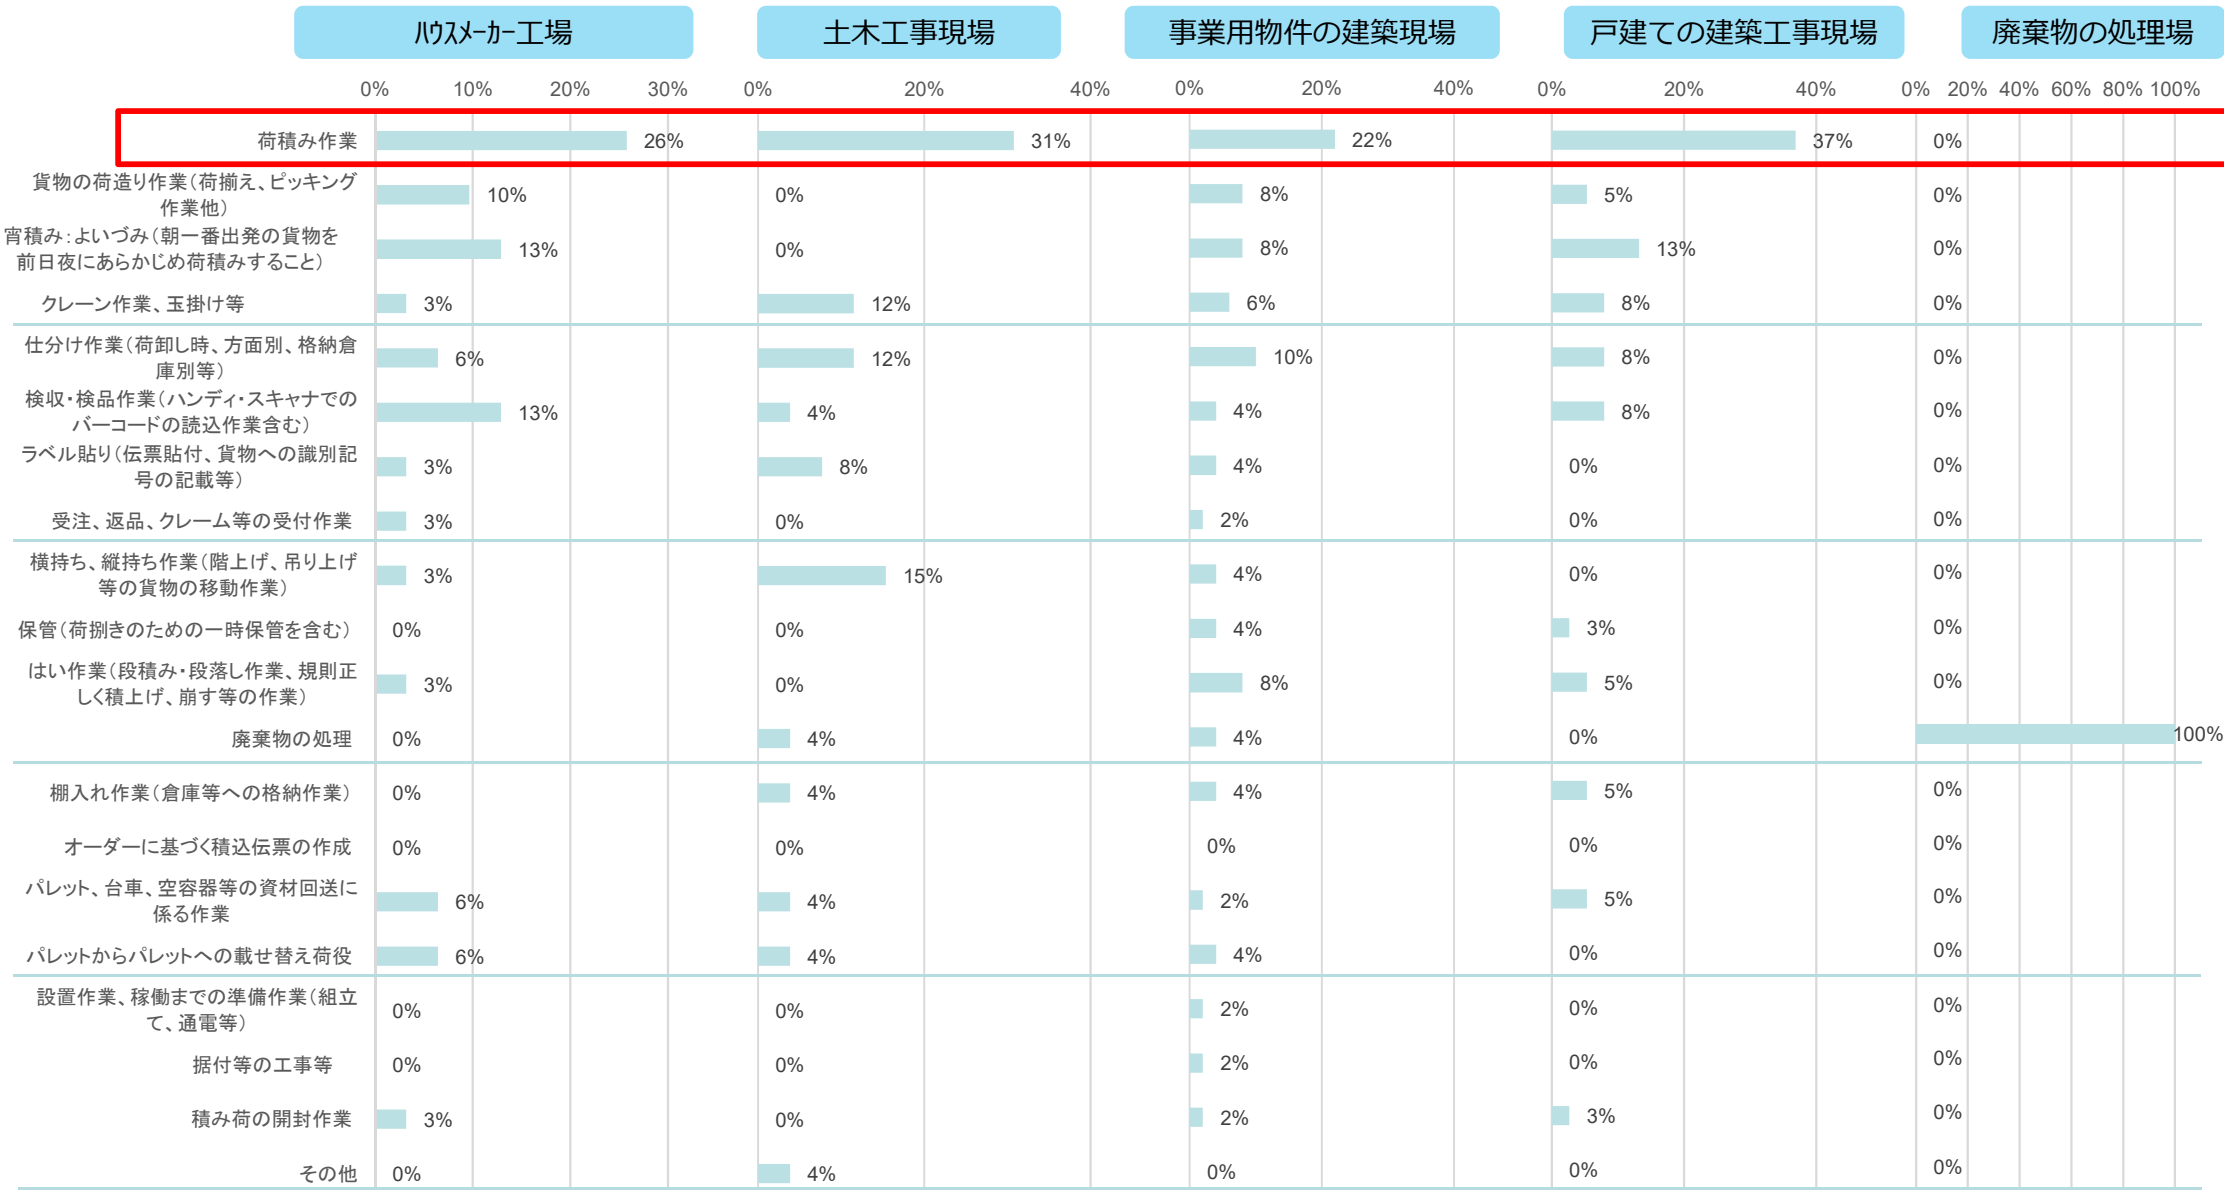 ﾊｳｽﾒｰｶｰ工場 土木工事現場 事業用物件の建築現場 戸建ての建築工事現場 廃棄物の処理場
0% 10% 20% 30% 0% 20% 40% 0% 20% 40% 0% 20% 40% 0% 20% 40% 60% 80% 100%
荷積み作業 26% 31% 22% 37% 0%
貨物の荷造り作業（荷揃え、ピッキング
作業他） 10% 0% 8% 5% 0%
宵積み：よいづみ（朝一番出発の貨物を
前日夜にあらかじめ荷積みすること） 13% 0% 8% 13% 0%
クレーン作業、玉掛け等 3% 12% 6% 8% 0%
仕分け作業（荷卸し時、方面別、格納倉
庫別等） 6% 12% 10% 8% 0%
検収・検品作業（ハンディ・スキャナでの
バーコードの読込作業含む） 13% 4% 4% 8% 0%
ラベル貼り（伝票貼付、貨物への識別記
号の記載等） 3% 8% 4% 0% 0%
受注、返品、クレーム等の受付作業 3% 0% 2% 0% 0%
横持ち、縦持ち作業（階上げ、吊り上げ
等の貨物の移動作業） 3% 15% 4% 0% 0%
保管（荷捌きのための一時保管を含む） 0% 0% 4% 3% 0%
はい作業（段積み・段落し作業、規則正
しく積上げ、崩す等の作業） 3% 0% 8% 5% 0%
廃棄物の処理 0% 4% 4% 0% 100%
棚入れ作業（倉庫等への格納作業） 0% 4% 4% 5% 0%
オーダーに基づく積込伝票の作成 0% 0% 0% 0% 0%
パレット、台車、空容器等の資材回送に
係る作業 6% 4% 2% 5% 0%
パレットからパレットへの載せ替え荷役 6% 4% 4% 0% 0%
設置作業、稼働までの準備作業（組立
て、通電等） 0% 0% 2% 0% 0%
据付等の工事等 0% 0% 2% 0% 0%
積み荷の開封作業 3% 0% 2% 3% 0%
その他 0% 4% 0% 0% 0%